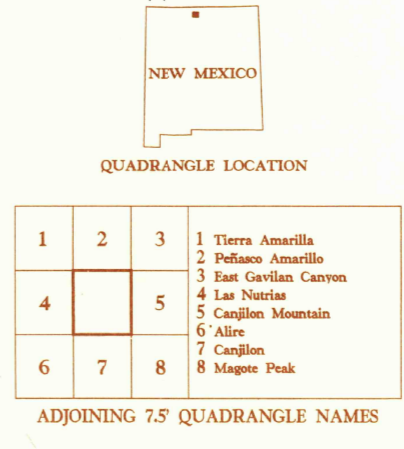 NEW MEXICO
QUADRANGLE LOCATION
1 2 3
4 5
6 7 8
1 Tierra Amarilla
2 Peñasco Amarillo
3 East Gavilan Canyon
4 Las Nutrias
5 Canjilon Mountain
6 Alire
7 Canjilon
8 Magote Peak
ADJOINING 7.5' QUADRANGLE NAMES